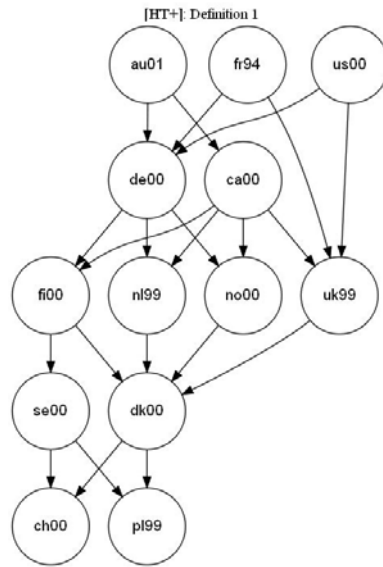 [HT+]: Definition 1
au01 fr94 us00
de00 ca00
fi00 nl99 no00 uk99
se00 dk00
ch00 pl99